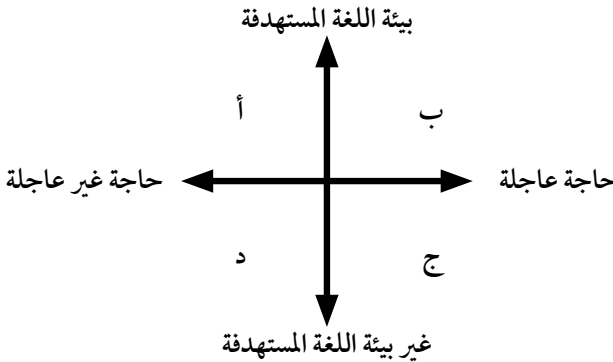 بيئة اللغة المستهدفة
أ
ب
حاجة عاجلة
حاجة غير عاجلة
د
ج
غير بيئة اللغة المستهدفة